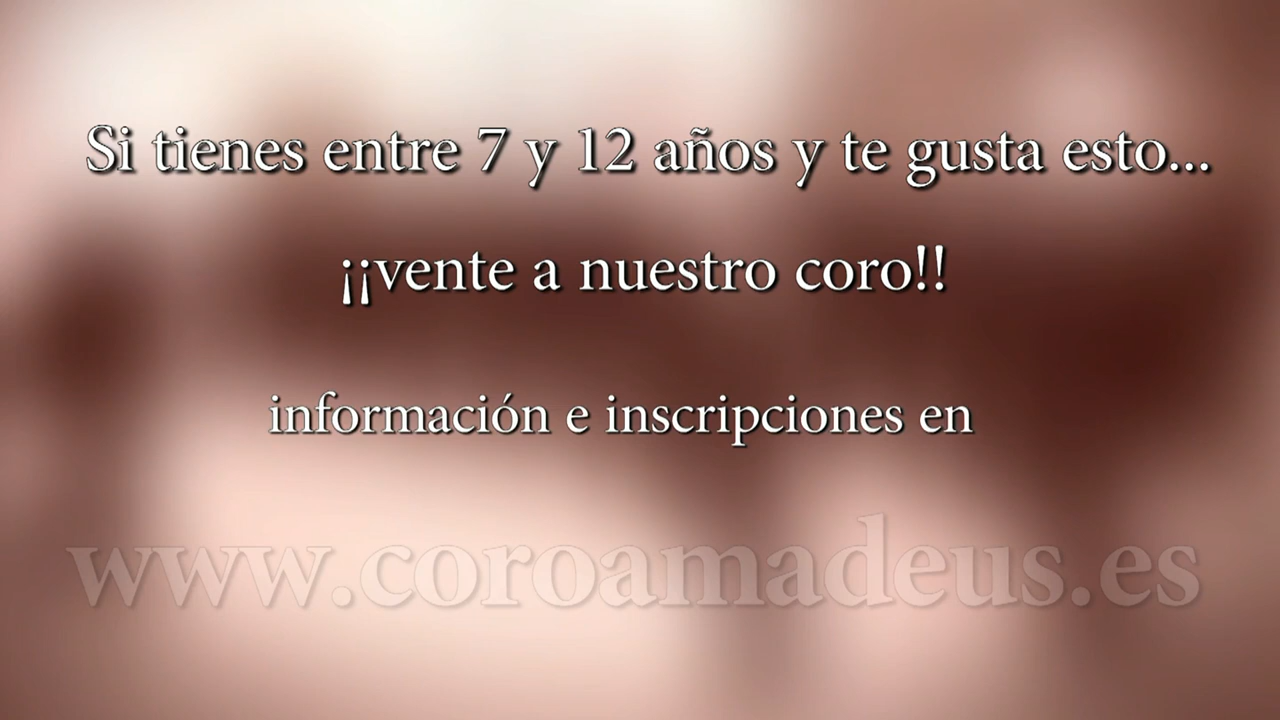 Si tienes entre 7 y 12 años y te gusta esto...
¡¡vente a nuestro coro!!
información e inscripciones en
www.coroamadeus.es